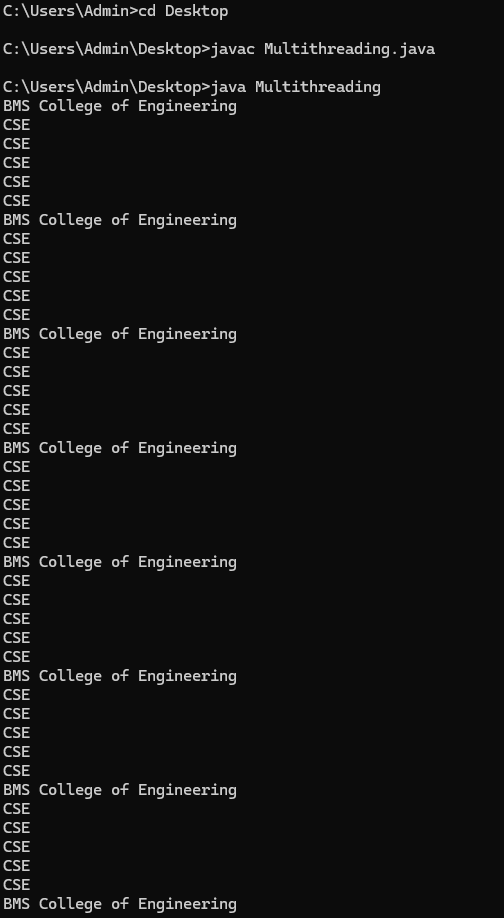 C:\Users\Admin>cd Desktop
C:\Users\Admin\Desktop>javac Multithreading.java
C:\Users\Admin\Desktop>java Multithreading
BMS College of Engineering
CSE
CSE
CSE
CSE
CSE
BMS College of Engineering
CSE
CSE
CSE
CSE
CSE
BMS College of Engineering
CSE
CSE
CSE
CSE
CSE
BMS College of Engineering
CSE
CSE
CSE
CSE
CSE
BMS College of Engineering
CSE
CSE
CSE
CSE
CSE
BMS College of Engineering
CSE
CSE
CSE
CSE
CSE
BMS College of Engineering
CSE
CSE
CSE
CSE
CSE
BMS College of Engineering